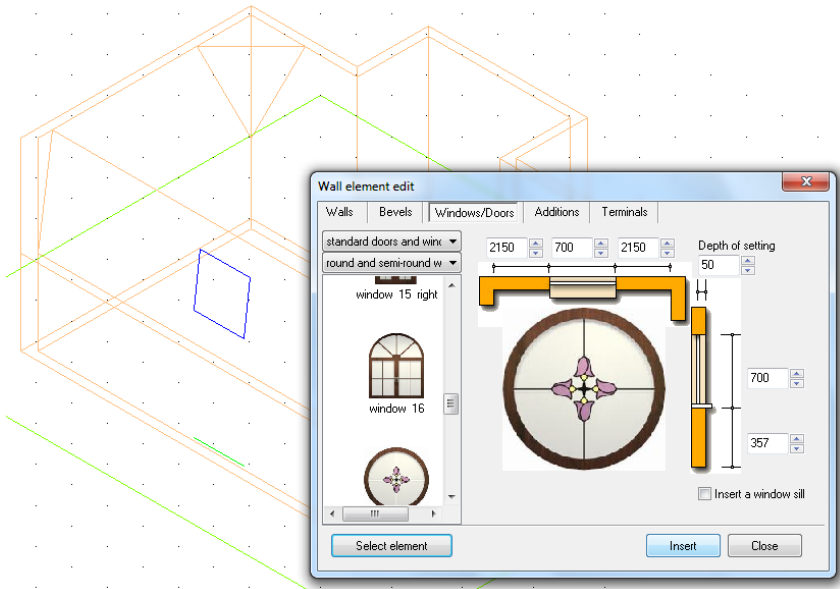 Wall element edit
Walls Bevels Windows/Doors Additions Terminals
standard doors and winc
round and semi-round w
2150 700 2150
Depth of setting
50
window 15 right
window 16
700
357
Insert a window sill
Select element Insert Close